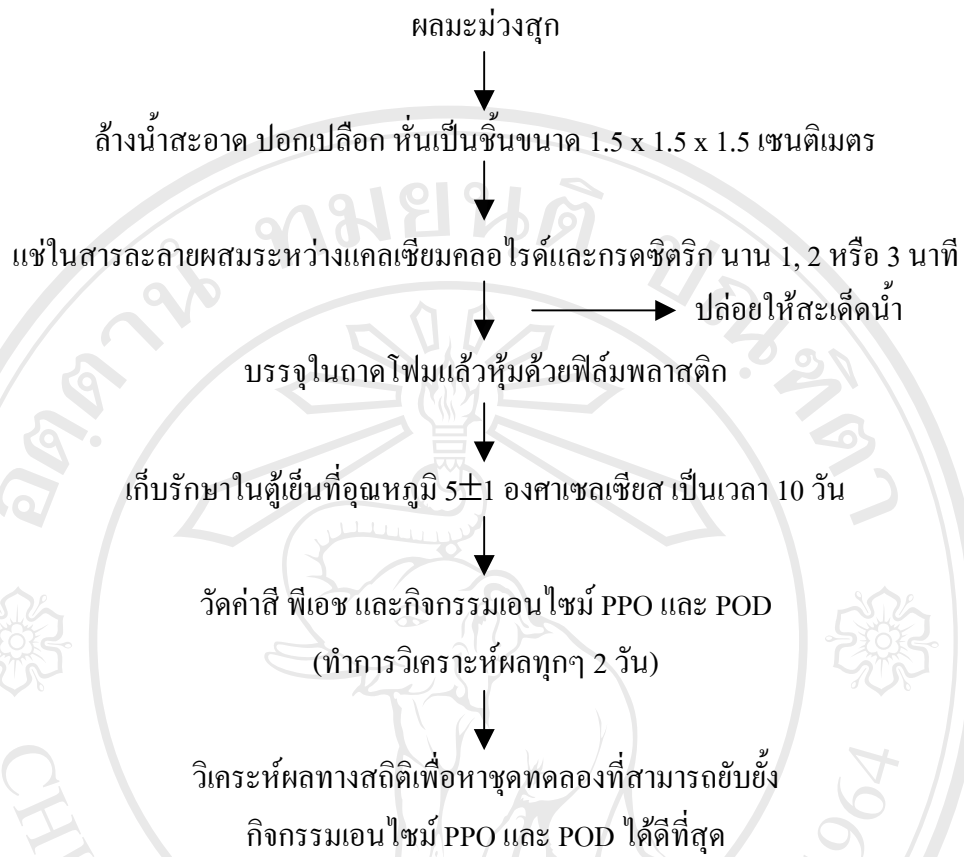 ผลมะม่วงสุก
ล้างน้ำสะอาด ปอกเปลือก หั่นเป็นชิ้นขนาด 1.5 x 1.5 x 1.5 เซนติเมตร
แช่ในสารละลายผสมระหว่างแคลเซียมคลอไรด์และกรดซิตริก นาน 1, 2 หรือ 3 นาที
ปล่อยให้สะเด็ดน้ำ
บรรจุในถาดโฟมแล้วหุ้มด้วยฟิล์มพลาสติก
เก็บรักษาในตู้เย็นที่อุณหภูมิ 5±1 องศาเซลเซียส เป็นเวลา 10 วัน
วัดค่าสี พีเอช และกิจกรรมเอนไซม์ PPO และ POD
(ทำการวิเคราะห์ผลทุกๆ 2 วัน)
วิเคระห์ผลทางสถิติเพื่อหาชุดทดลองที่สามารถยับยั้ง
กิจกรรมเอนไซม์ PPO และ POD ได้ดีที่สุด
1964